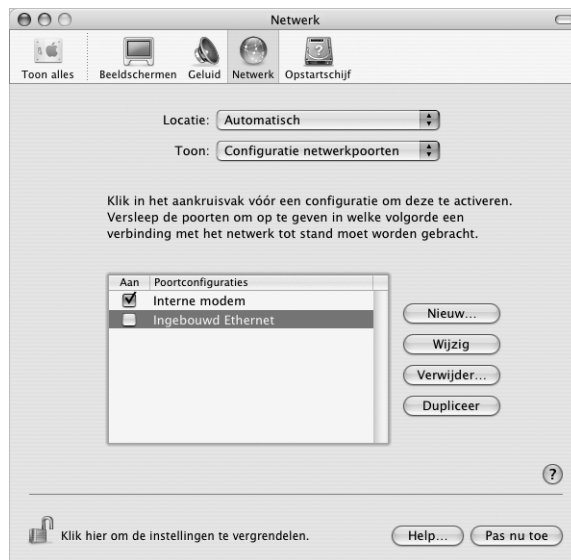 Netwerk
Toon alles
Beeldschermen
Geluid
Netwerk
Opstartschijf
Locatie: Automatisch
Toon: Configuratie netwerkpoorten
Klik in het aankruisvak vóór een configuratie om deze te activeren.
Versleep de poorten om op te geven in welke volgorde een
verbinding met het netwerk tot stand moet worden gebracht.
Aan Poortconfiguraties
Interne modem
Ingebouwd Ethernet
Nieuw...
Wijzig
Verwijder...
Dupliceer
?
Klik hier om de instellingen te vergrendelen.
Help...
Pas nu toe